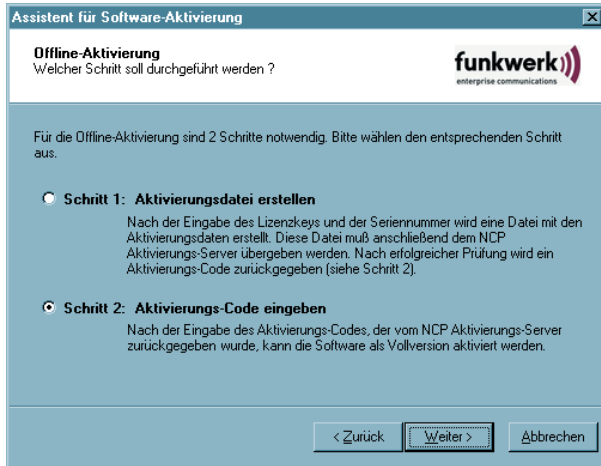 Assistent für Software-Aktivierung
Offline-Aktivierung
Welcher Schritt soll durchgeführt werden ?
funkwerk
enterprise communications
Für die Offline-Aktivierung sind 2 Schritte notwendig. Bitte wählen den entsprechenden Schritt
aus.
Schritt 1: Aktivierungsdatei erstellen
Nach der Eingabe des Lizenzkeys und der Seriennummer wird eine Datei mit den
Aktivierungsdaten erstellt. Diese Datei muß anschließend dem NCP
Aktivierungs-Server übergeben werden. Nach erfolgreicher Prüfung wird ein
Aktivierungs-Code zurückgegeben (siehe Schritt 2).
Schritt 2: Aktivierungs-Code eingeben
Nach der Eingabe des Aktivierungs-Codes, der vom NCP Aktivierungs-Server
zurückgegeben wurde, kann die Software als Vollversion aktiviert werden.
< Zurück Weiter > Abbrechen